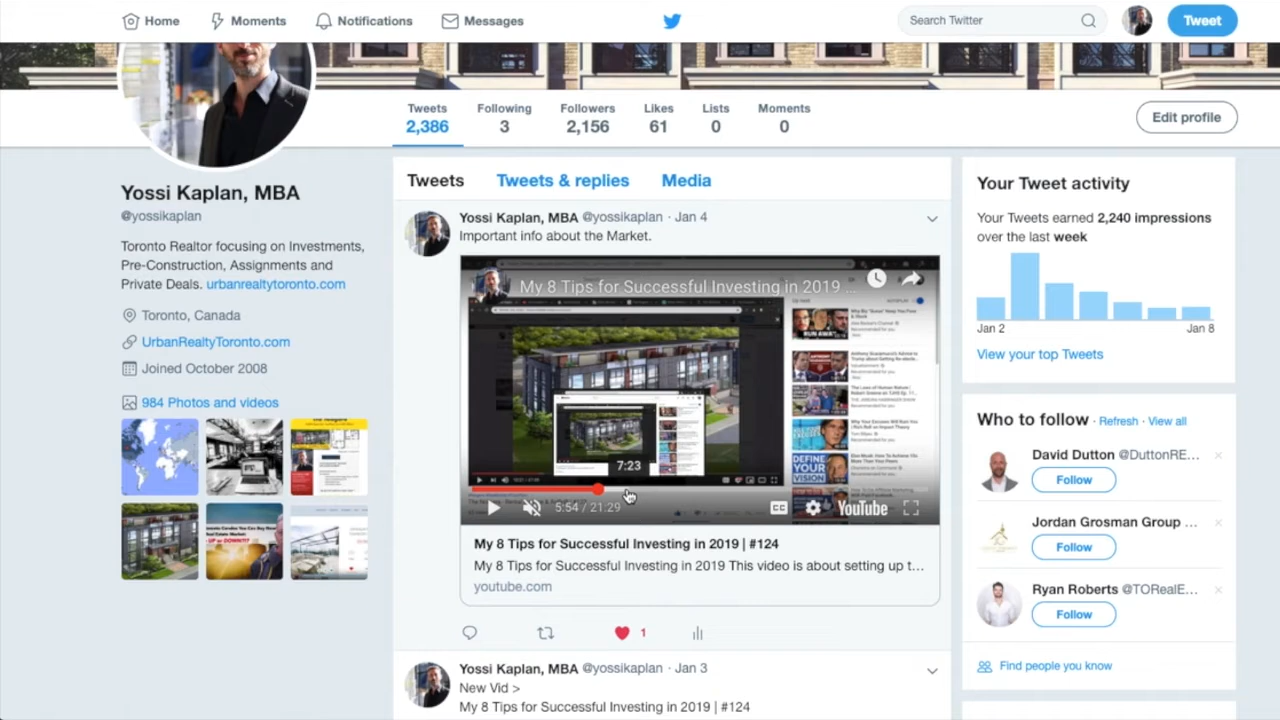 Home
Moments
Notifications
Messages
Search Twitter
Tweet
Tweets
2,386
Following
3
Followers
2,156
Likes
61
Lists
0
Moments
0
Edit profile
Yossi Kaplan, MBA
@yossikaplan
Toronto Realtor focusing on Investments,
Pre-Construction, Assignments and
Private Deals. urbanrealtytoronto.com
Toronto, Canada
UrbanRealtyToronto.com
Joined October 2008
984 Photos and videos
Tweets
Tweets & replies
Media
Yossi Kaplan, MBA @yossikaplan · Jan 4
Important info about the Market.
My 8 Tips for Successful Investing in 2019 ...
DEFINE
YOUR
VISION
7:23
5:54 / 21:29
CC
YouTube
My 8 Tips for Successful Investing in 2019 | #124
My 8 Tips for Successful Investing in 2019 This video is about setting up t...
youtube.com
1
Yossi Kaplan, MBA @yossikaplan · Jan 3
New Vid >
My 8 Tips for Successful Investing in 2019 | #124
Your Tweet activity
Your Tweets earned 2,240 impressions
over the last week
Jan 2
Jan 8
View your top Tweets
Who to follow · Refresh · View all
David Dutton @DuttonRE...
Follow
Jordan Grosman Group ...
Follow
Ryan Roberts @TORealE...
Follow
Find people you know